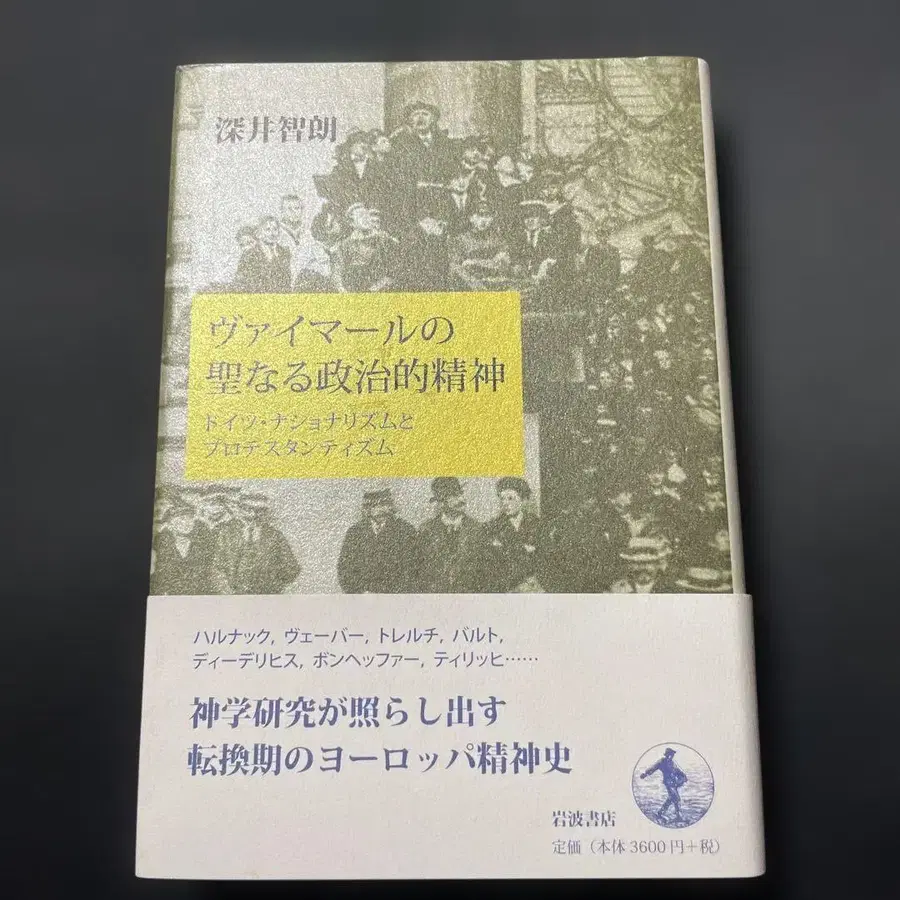 深井智朗
ヴァイマールの
聖なる政治的精神
ドイツ・ナショナリズムと
プロテスタンティズム
ハルナック, ヴェーバー, トレルチ, バルト,
ディーデリヒス, ボンヘッファー, ティリッヒ……
神学研究が照らし出す
転換期のヨーロッパ精神史
岩波書店
定価（本体 3600 円＋税）